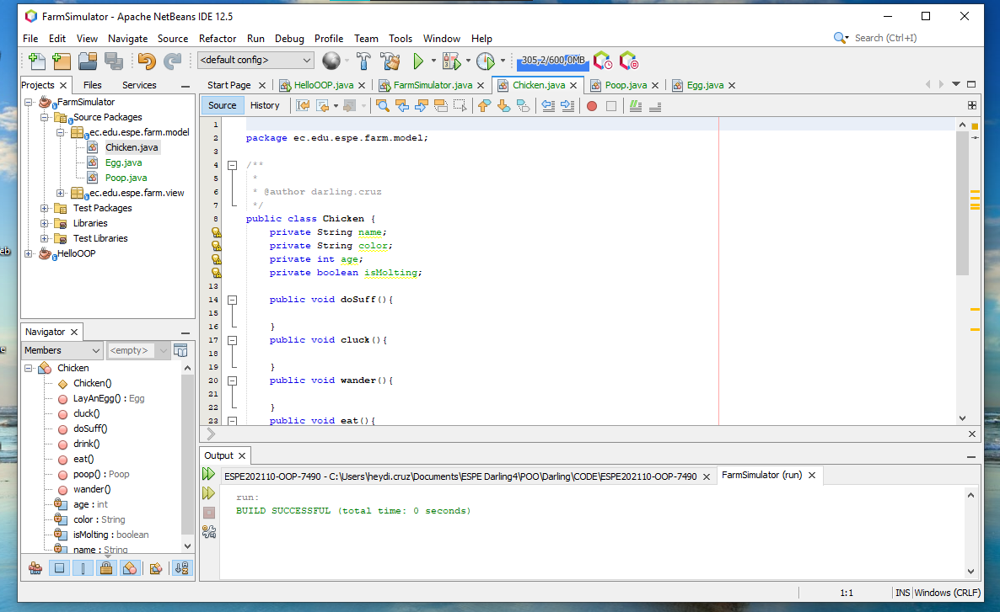 FarmSimulator - Apache NetBeans IDE 12.5
File Edit View Navigate Source Refactor Run Debug Profile Team Tools Window Help
Search (Ctrl+I)
<default config>
305,2/600,0MB
Projects Files Services
Start Page HelloOOP.java FarmSimulator.java Chicken.java Poop.java Egg.java
FarmSimulator
Source Packages
ec.edu.espe.farm.model
Chicken.java
Egg.java
Poop.java
ec.edu.espe.farm.view
Test Packages
Libraries
Test Libraries
HelloOOP
eb
e
Source History
1
2 package ec.edu.espe.farm.model;
3
4 /**
5 *
6 * @author darling.cruz
7 */
8 public class Chicken {
private String name;
private String color;
private int age;
private boolean isMolting;
13
14 public void doSuff(){
15
16 }
17 public void cluck(){
18
19 }
20 public void wander(){
21
22 }
23 public void eat(){
Navigator
Members
<empty>
Chicken
Chicken()
LayAnEgg() : Egg
cluck()
doSuff()
drink()
eat()
poop() : Poop
wander()
age : int
color : String
isMolting : boolean
name : String
Output
ESPE202110-OOP-7490 - C:\Users\heydi.cruz\Documents\ESPE Darling4\POO\Darling\CODE\ESPE202110-OOP-7490
FarmSimulator (run)
run:
BUILD SUCCESSFUL (total time: 0 seconds)
1:1 INS Windows (CRLF)